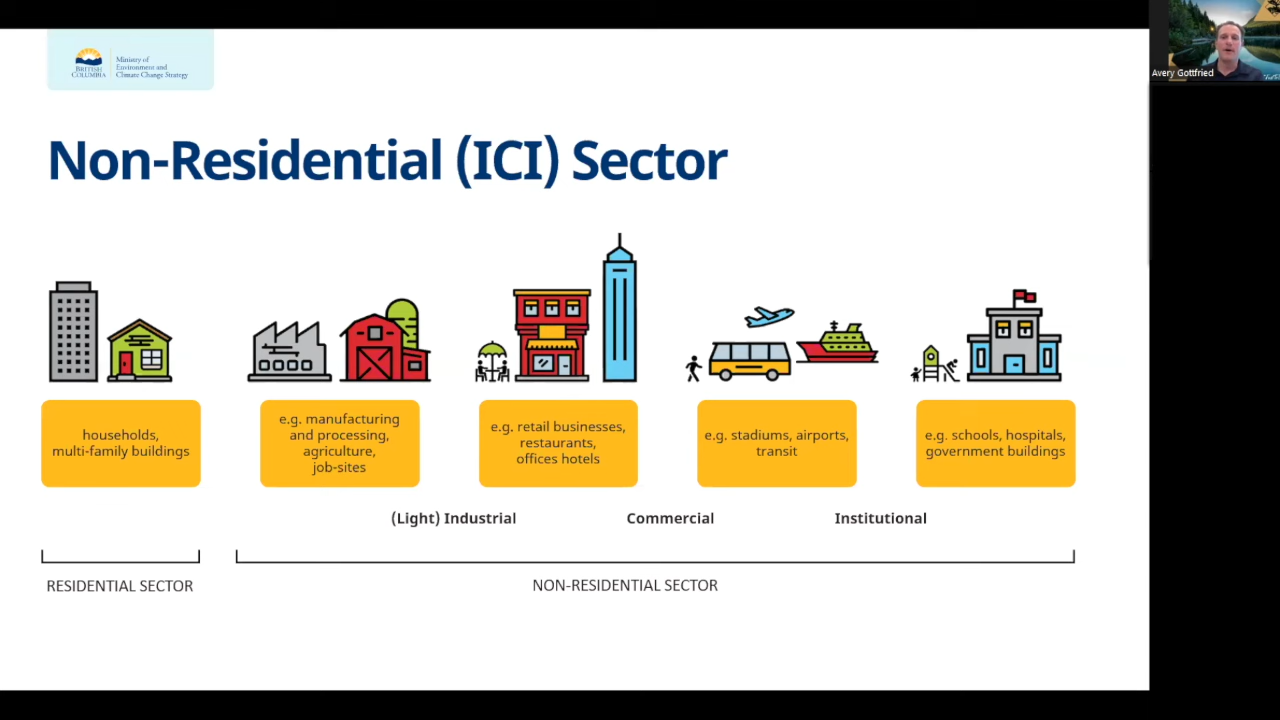 BRITISH
COLUMBIA
Ministry of
Environment and
Climate Change Strategy
Avery Gottfried
Non-Residential (ICI) Sector
households,
multi-family buildings
e.g. manufacturing
and processing,
agriculture,
job-sites
e.g. retail businesses,
restaurants,
offices hotels
e.g. stadiums, airports,
transit
e.g. schools, hospitals,
government buildings
(Light) Industrial
Commercial
Institutional
RESIDENTIAL SECTOR
NON-RESIDENTIAL SECTOR